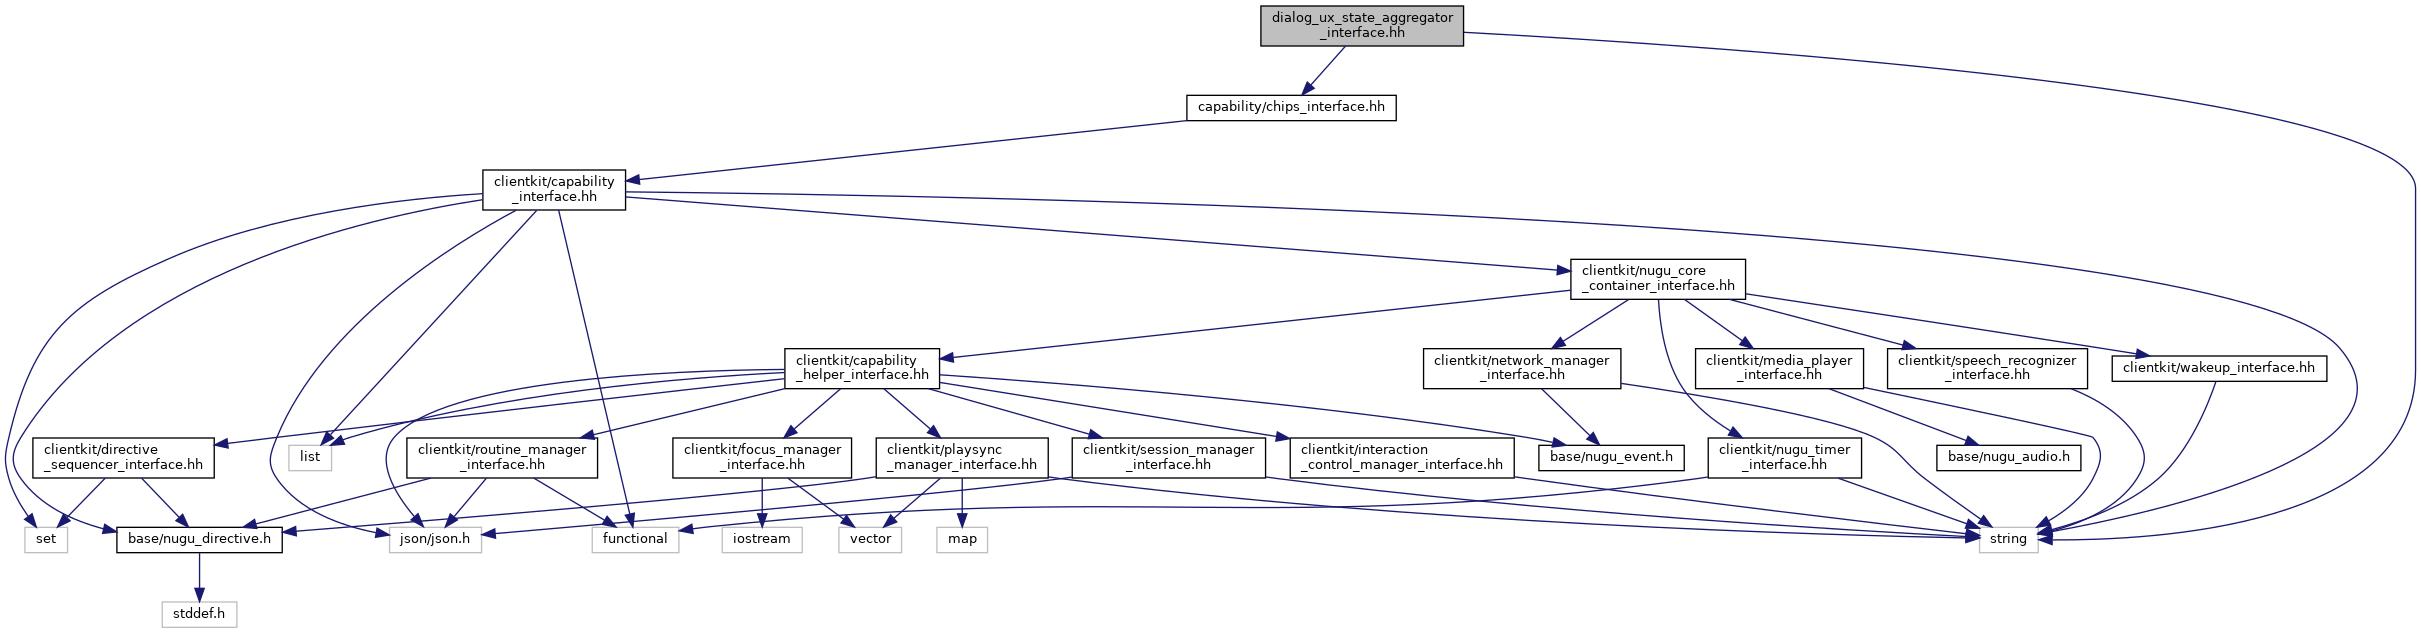 dialog_ux_state_aggregator
_interface.hh
capability/chips_interface.hh
clientkit/capability
_interface.hh
clientkit/nugu_core
_container_interface.hh
clientkit/capability
_helper_interface.hh
clientkit/network_manager
_interface.hh
clientkit/media_player
_interface.hh
clientkit/speech_recognizer
_interface.hh
clientkit/wakeup_interface.hh
clientkit/directive
_sequencer_interface.hh
list
clientkit/routine_manager
_interface.hh
clientkit/focus_manager
_interface.hh
clientkit/playsync
_manager_interface.hh
clientkit/session_manager
_interface.hh
clientkit/interaction
_control_manager_interface.hh
base/nugu_event.h
clientkit/nugu_timer
_interface.hh
base/nugu_audio.h
set
base/nugu_directive.h
json/json.h
functional
iostream
vector
map
string
stddef.h